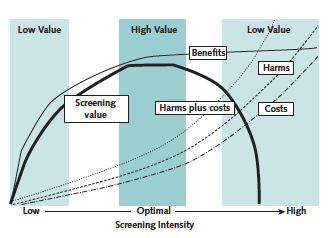 Low Value High Value Low Value
Benefits
Harms
Screening
value
Harms plus costs
Costs
Low Optimal High
Screening Intensity